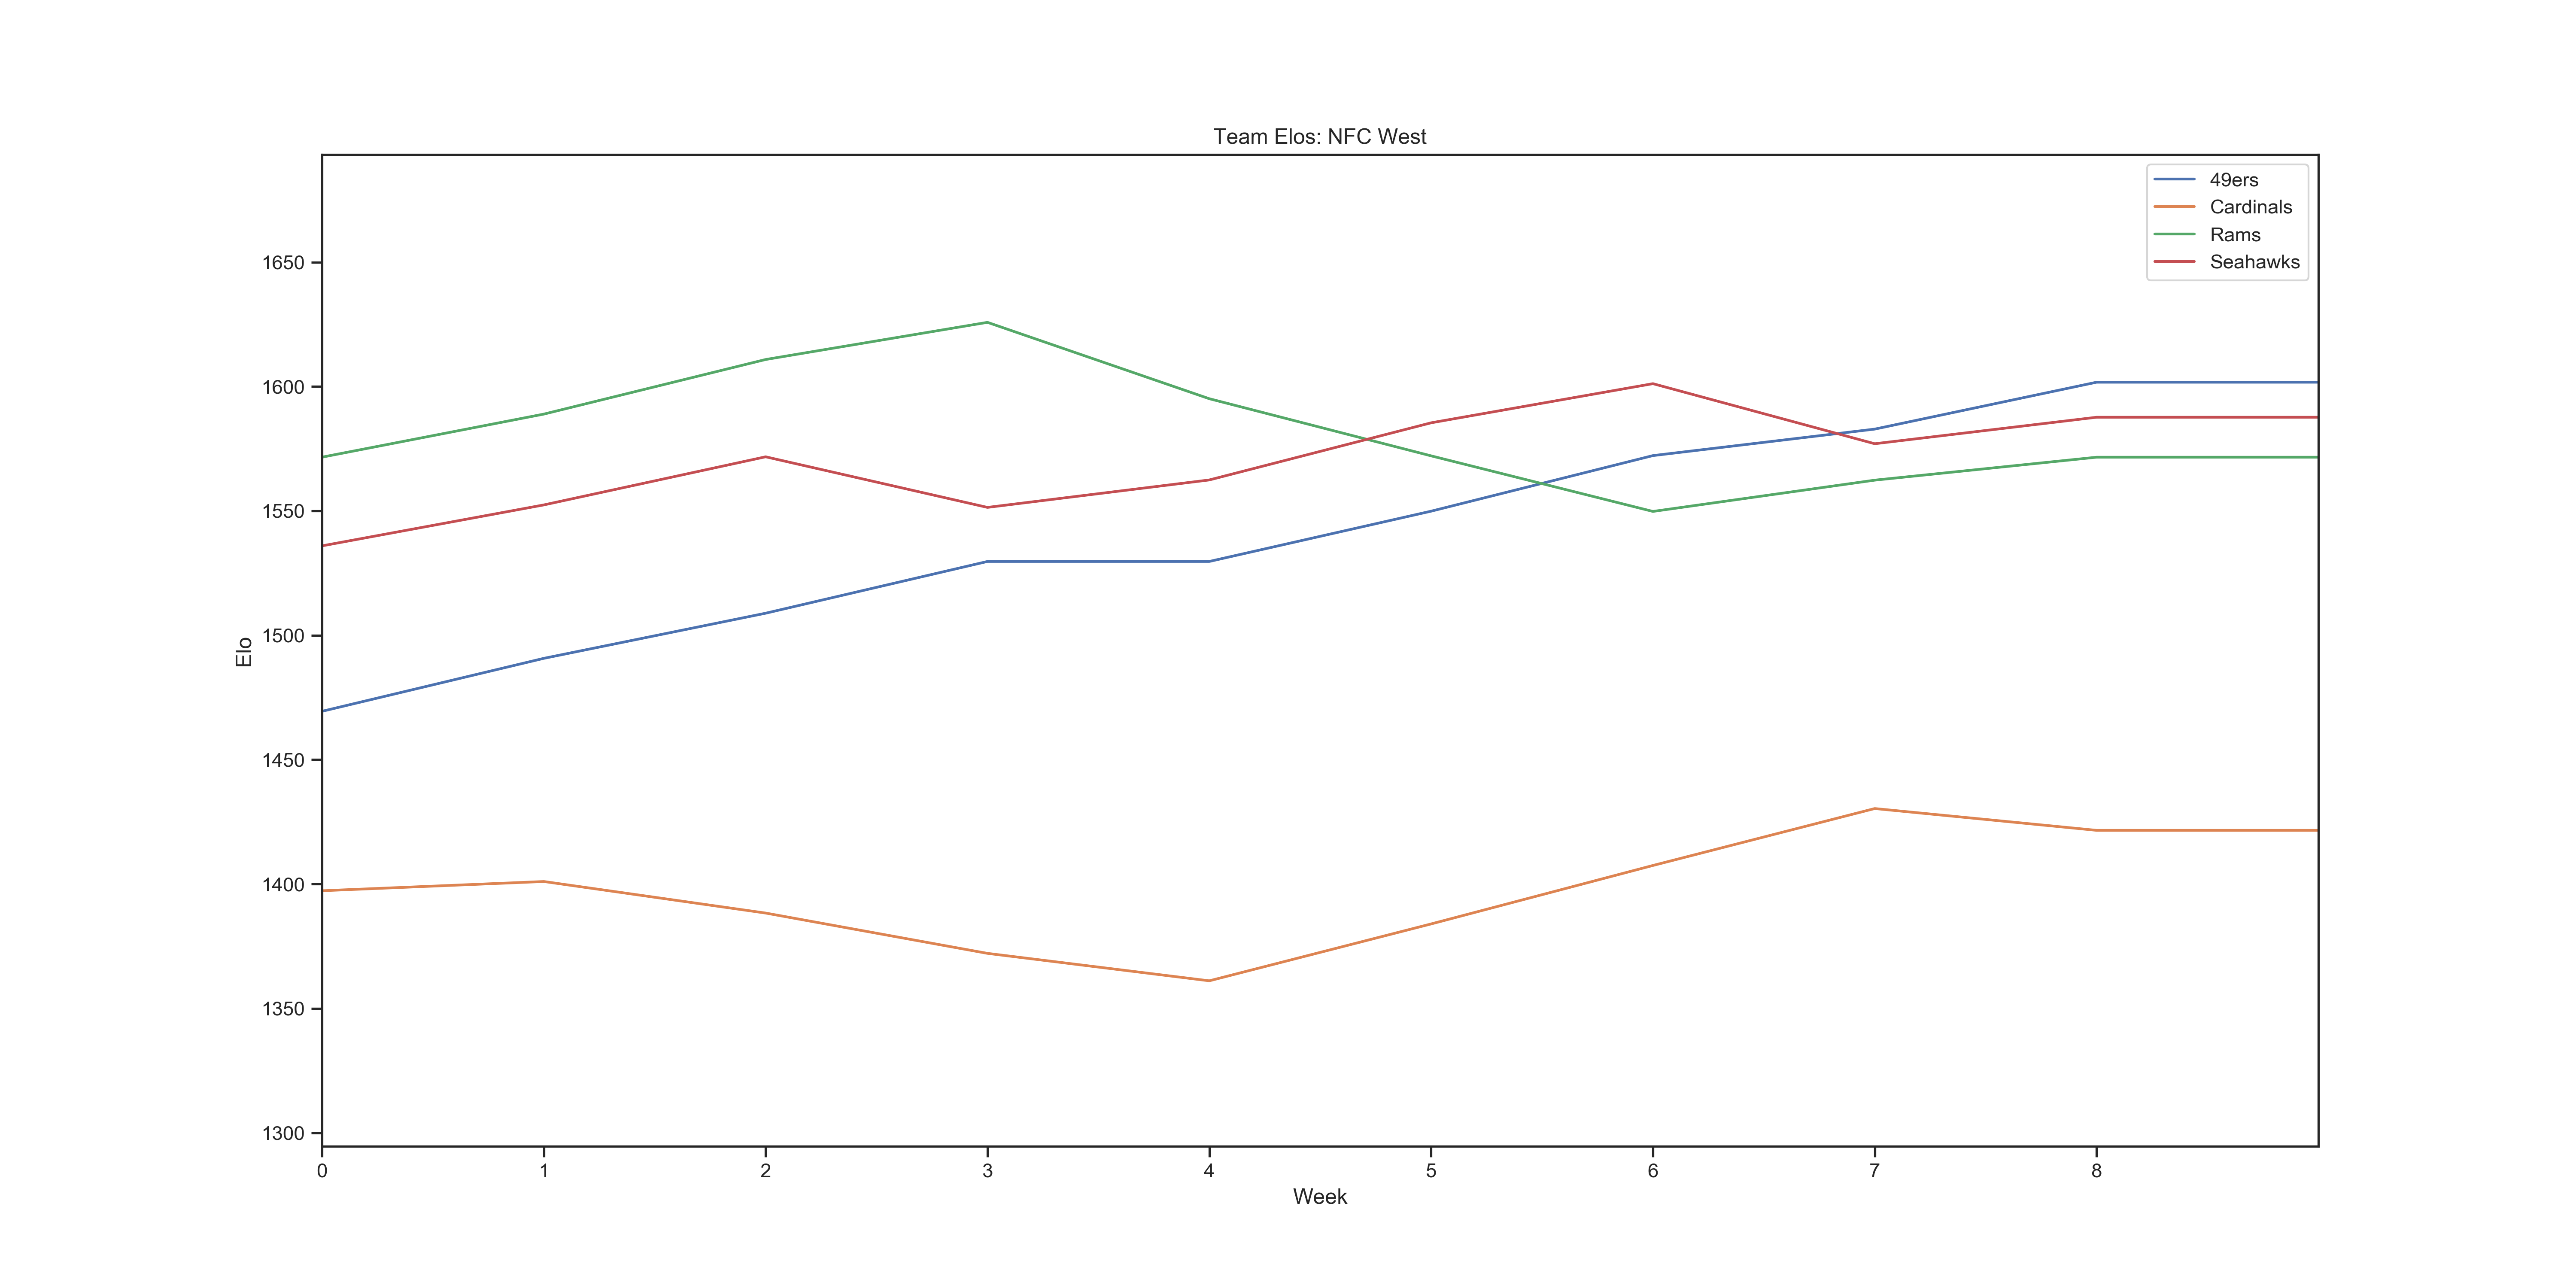 Team Elos: NFC West
49ers
Cardinals
Rams
Seahawks
Elo
1650
1600
1550
1500
1450
1400
1350
1300
0 1 2 3 4 5 6 7 8
Week